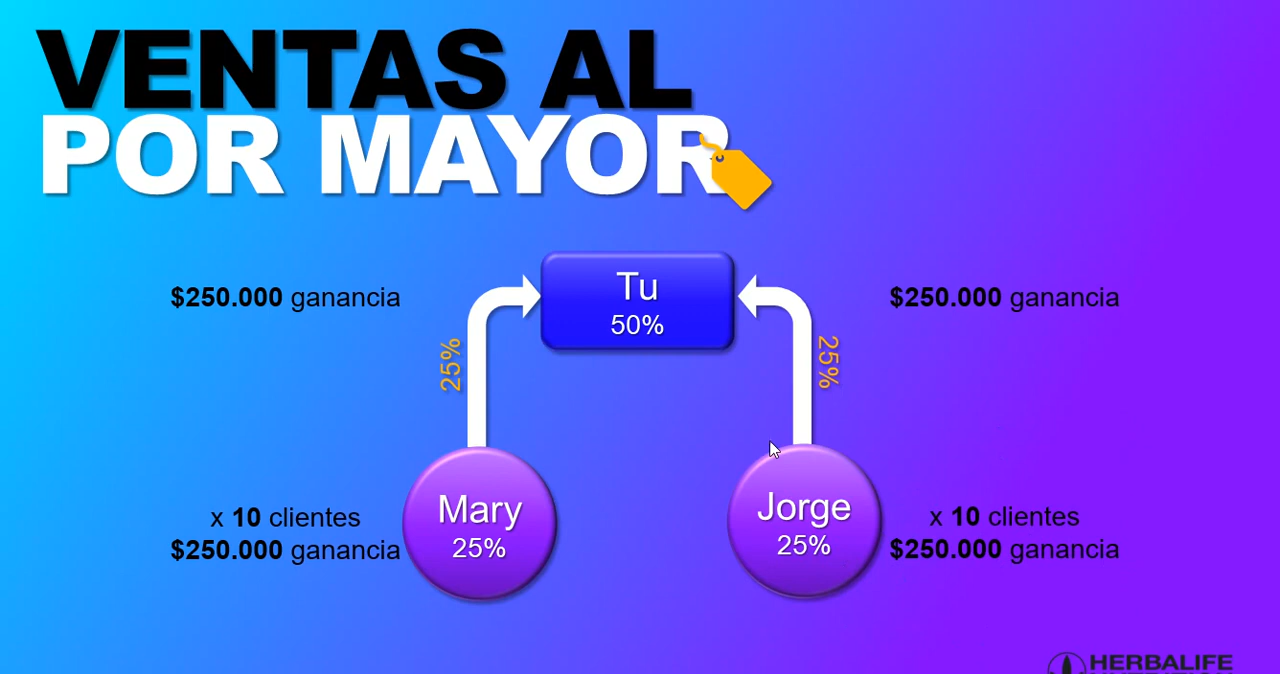 VENTAS AL
POR MAYOR
$250.000 ganancia
Tu
50%
$250.000 ganancia
25%
25%
x 10 clientes
$250.000 ganancia
Mary
25%
Jorge
25%
x 10 clientes
$250.000 ganancia
HERBALIFE
NUTRITION